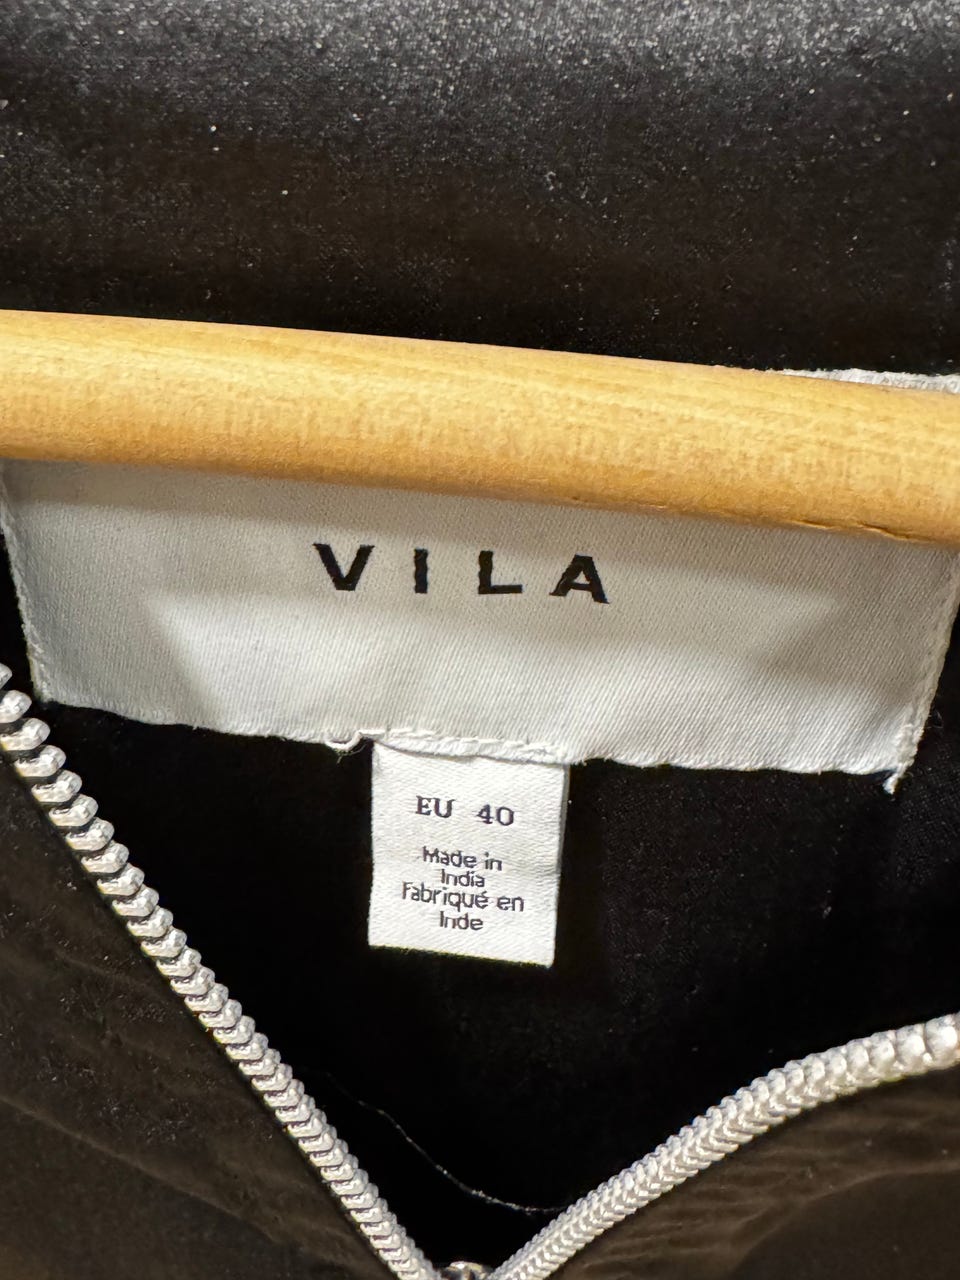 VILA
EU 40
Made in
India
Fabriqué en
Inde